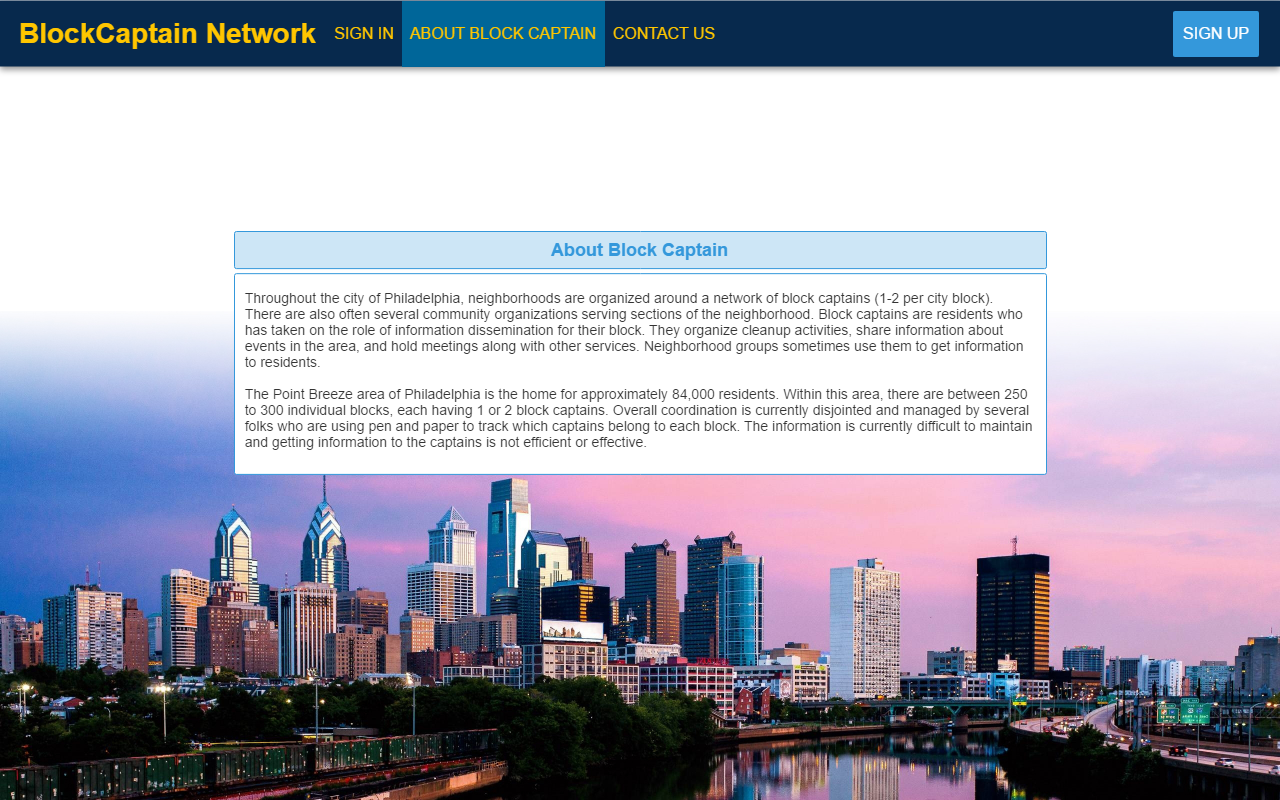 BlockCaptain Network SIGN IN ABOUT BLOCK CAPTAIN CONTACT US SIGN UP
About Block Captain
Throughout the city of Philadelphia, neighborhoods are organized around a network of block captains (1-2 per city block).
There are also often several community organizations serving sections of the neighborhood. Block captains are residents who
has taken on the role of information dissemination for their block. They organize cleanup activities, share information about
events in the area, and hold meetings along with other services. Neighborhood groups sometimes use them to get information
to residents.
The Point Breeze area of Philadelphia is the home for approximately 84,000 residents. Within this area, there are between 250
to 300 individual blocks, each having 1 or 2 block captains. Overall coordination is currently disjointed and managed by several
folks who are using pen and paper to track which captains belong to each block. The information is currently difficult to maintain
and getting information to the captains is not efficient or effective.